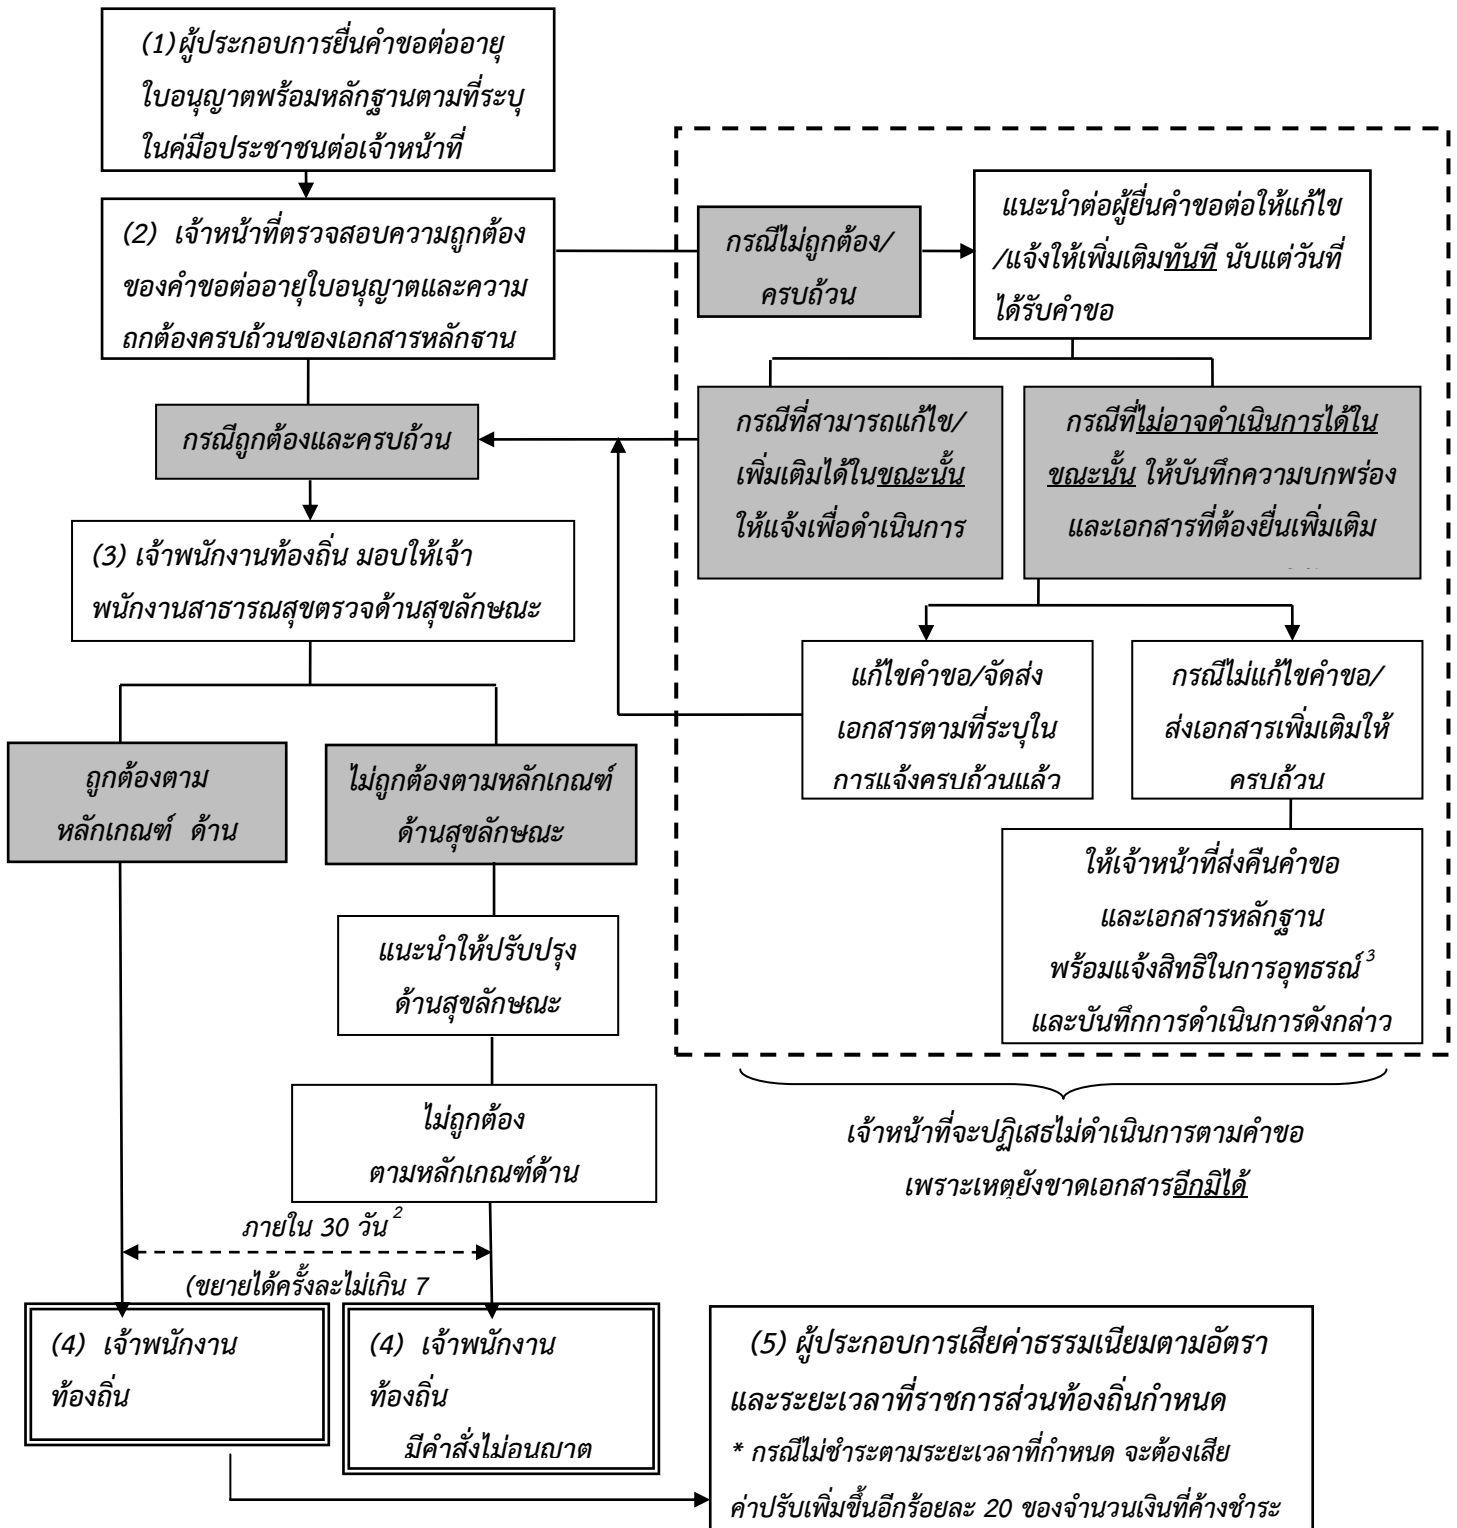 (1)ผู้ประกอบการยื่นคำขอต่ออายุ
ใบอนุญาตพร้อมหลักฐานตามที่ระบุ
ในคู่มือประชาชนต่อเจ้าหน้าที่
(2) เจ้าหน้าที่ตรวจสอบความถูกต้อง
ของคำขอต่ออายุใบอนุญาตและความ
ถูกต้องครบถ้วนของเอกสารหลักฐาน
กรณีไม่ถูกต้อง/
ครบถ้วน
แนะนำต่อผู้ยื่นคำขอต่อให้แก้ไข
/แจ้งให้เพิ่มเติมทันที นับแต่วันที่
ได้รับคำขอ
กรณีถูกต้องและครบถ้วน
กรณีที่สามารถแก้ไข/
เพิ่มเติมได้ในขณะนั้น
ให้แจ้งเพื่อดำเนินการ
กรณีที่ไม่อาจดำเนินการได้ใน
ขณะนั้น ให้บันทึกความบกพร่อง
และเอกสารที่ต้องยื่นเพิ่มเติม
(3) เจ้าพนักงานท้องถิ่น มอบให้เจ้า
พนักงานสาธารณสุขตรวจด้านสุขลักษณะ
แก้ไขคำขอ/จัดส่ง
เอกสารตามที่ระบุใน
การแจ้งครบถ้วนแล้ว
กรณีไม่แก้ไขคำขอ/
ส่งเอกสารเพิ่มเติมให้
ครบถ้วน
ถูกต้องตาม
หลักเกณฑ์ ด้าน
ไม่ถูกต้องตามหลักเกณฑ์
ด้านสุขลักษณะ
ให้เจ้าหน้าที่ส่งคืนคำขอ
และเอกสารหลักฐาน
พร้อมแจ้งสิทธิในการอุทธรณ์ 3
และบันทึกการดำเนินการดังกล่าว
แนะนำให้ปรับปรุง
ด้านสุขลักษณะ
ไม่ถูกต้อง
ตามหลักเกณฑ์ด้าน
เจ้าหน้าที่จะปฏิเสธไม่ดำเนินการตามคำขอ
เพราะเหตุยังขาดเอกสารอีกมิได้
ภายใน 30 วัน 2
(ขยายได้ครั้งละไม่เกิน 7
(4) เจ้าพนักงาน
ท้องถิ่น
(4) เจ้าพนักงาน
ท้องถิ่น
มีคำสั่งไม่อนุญาต
(5) ผู้ประกอบการเสียค่าธรรมเนียมตามอัตรา
และระยะเวลาที่ราชการส่วนท้องถิ่นกำหนด
* กรณีไม่ชำระตามระยะเวลาที่กำหนด จะต้องเสีย
ค่าปรับเพิ่มขึ้นอีกร้อยละ 20 ของจำนวนเงินที่ค้างชำระ